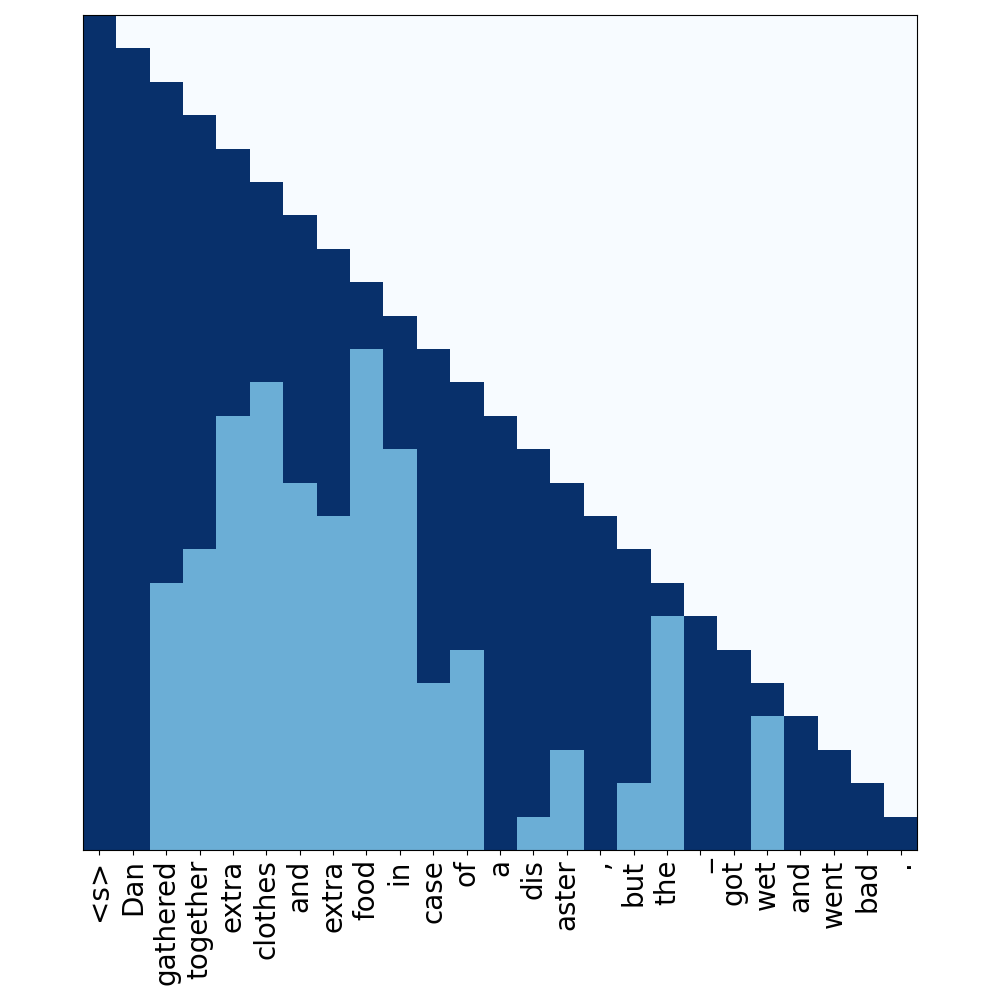 <s>
Dan
gathered
together
extra
clothes
and
extra
food
in
case
of
a
dis
aster
,
but
the
_
got
wet
and
went
bad
.